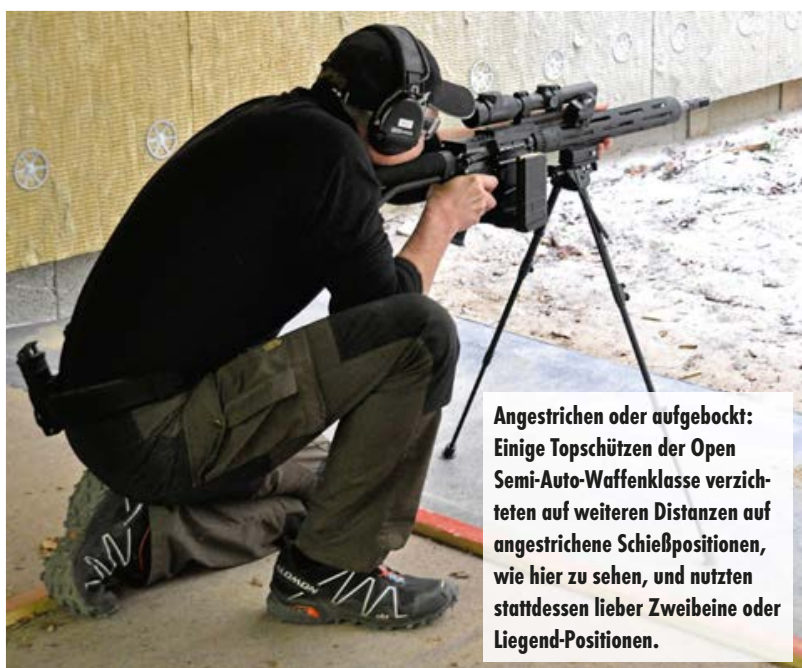 SALOMON
Angestrichen oder aufgebockt:
Einige Topschützen der Open
Semi-Auto-Waffenklasse verzich-
teten auf weiteren Distanzen auf
angestrichene Schießpositionen,
wie hier zu sehen, und nutzten
stattdessen lieber Zweibeine oder
Liegend-Positionen.